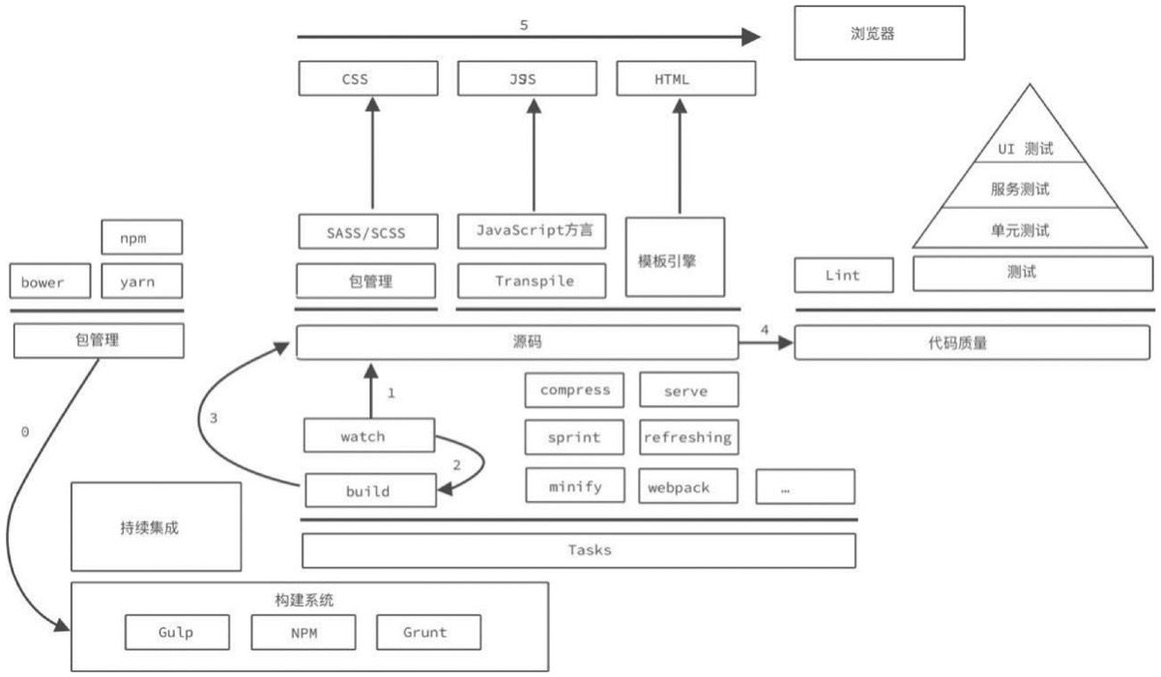 5
浏览器
CSS
JS
HTML
UI 测试
服务测试
单元测试
测试
Lint
npm
bower
yarn
包管理
SASS/SCSS
JavaScript方言
模板引擎
包管理
Transpile
源码
4
代码质量
1
3
0
compress
serve
watch
sprint
refreshing
2
build
minify
webpack
…
持续集成
Tasks
构建系统
Gulp
NPM
Grunt